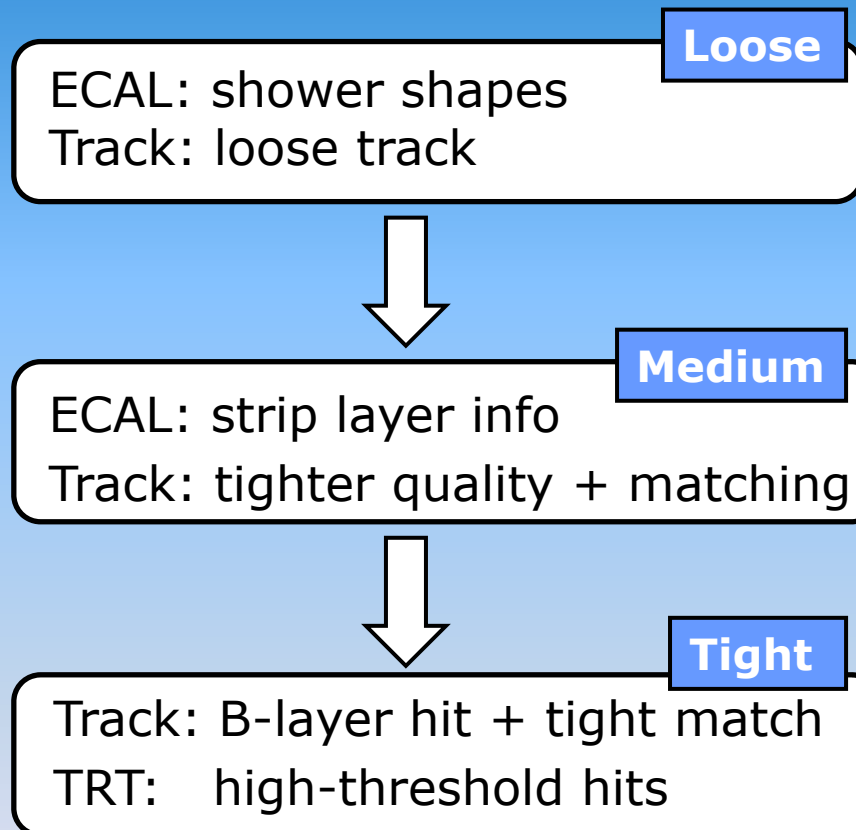 Loose
ECAL: shower shapes
Track: loose track
Medium
ECAL: strip layer info
Track: tighter quality + matching
Tight
Track: B-layer hit + tight match
TRT: high-threshold hits